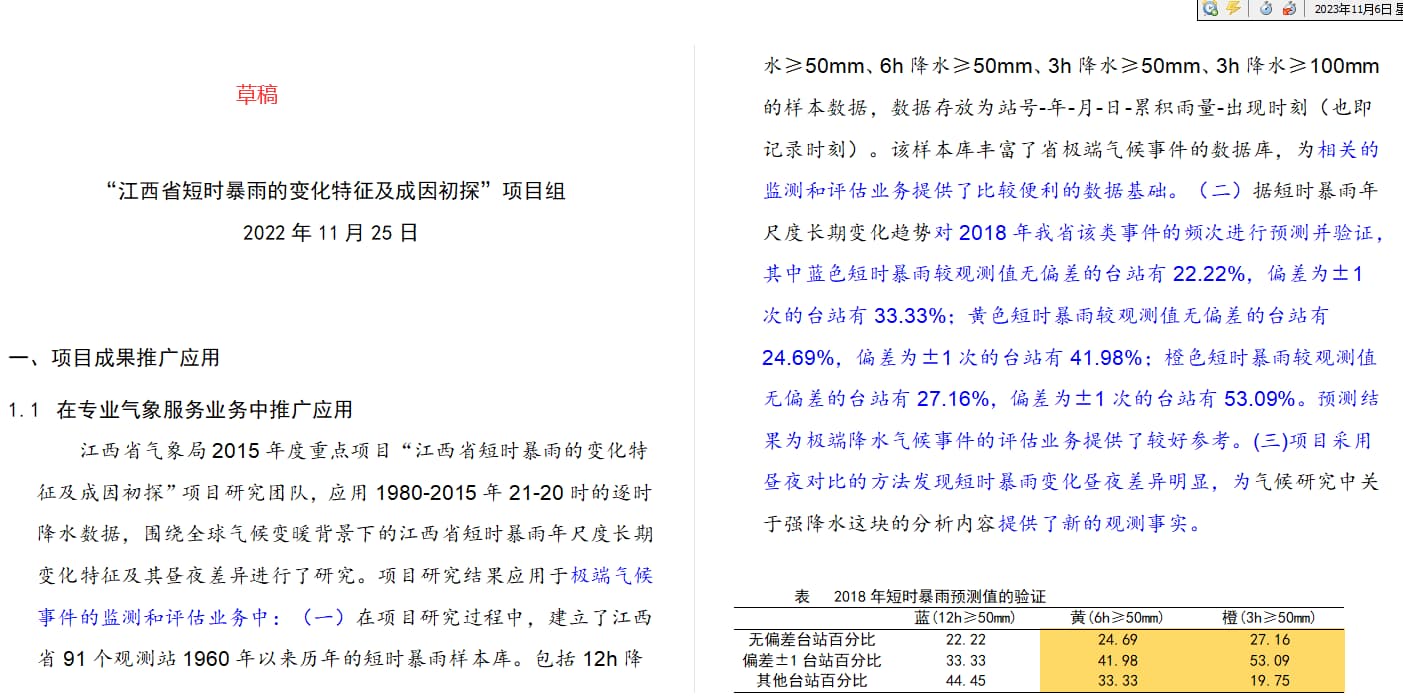 2023年11月6日 星
草稿
“江西省短时暴雨的变化特征及成因初探”项目组
2022 年 11 月 25 日
一、项目成果推广应用
1.1 在专业气象服务业务中推广应用
江西省气象局 2015 年度重点项目“江西省短时暴雨的变化特
征及成因初探”项目研究团队，应用 1980-2015 年 21-20 时的逐时
降水数据，围绕全球气候变暖背景下的江西省短时暴雨年尺度长期
变化特征及其昼夜差异进行了研究。项目研究结果应用于极端气候
事件的监测和评估业务中：（一）在项目研究过程中，建立了江西
省 91 个观测站 1960 年以来历年的短时暴雨样本库。包括 12h 降
水≥50mm、6h 降水≥50mm、3h 降水≥50mm、3h 降水≥100mm
的样本数据，数据存放为站号-年-月-日-累积雨量-出现时刻（也即
记录时刻）。该样本库丰富了省极端气候事件的数据库，为相关的
监测和评估业务提供了比较便利的数据基础。（二）据短时暴雨年
尺度长期变化趋势对 2018 年我省该类事件的频次进行预测并验证，
其中蓝色短时暴雨较观测值无偏差的台站有 22.22%，偏差为±1
次的台站有 33.33%；黄色短时暴雨较观测值无偏差的台站有
24.69%，偏差为±1 次的台站有 41.98%；橙色短时暴雨较观测值
无偏差的台站有 27.16%，偏差为±1 次的台站有 53.09%。预测结
果为极端降水气候事件的评估业务提供了较好参考。(三)项目采用
昼夜对比的方法发现短时暴雨变化昼夜差异明显，为气候研究中关
于强降水这块的分析内容提供了新的观测事实。
表 2018 年短时暴雨预测值的验证
蓝(12h≥50mm) 黄(6h≥50mm) 橙(3h≥50mm)
无偏差台站百分比 22.22 24.69 27.16
偏差±1 台站百分比 33.33 41.98 53.09
其他台站百分比 44.45 33.33 19.75